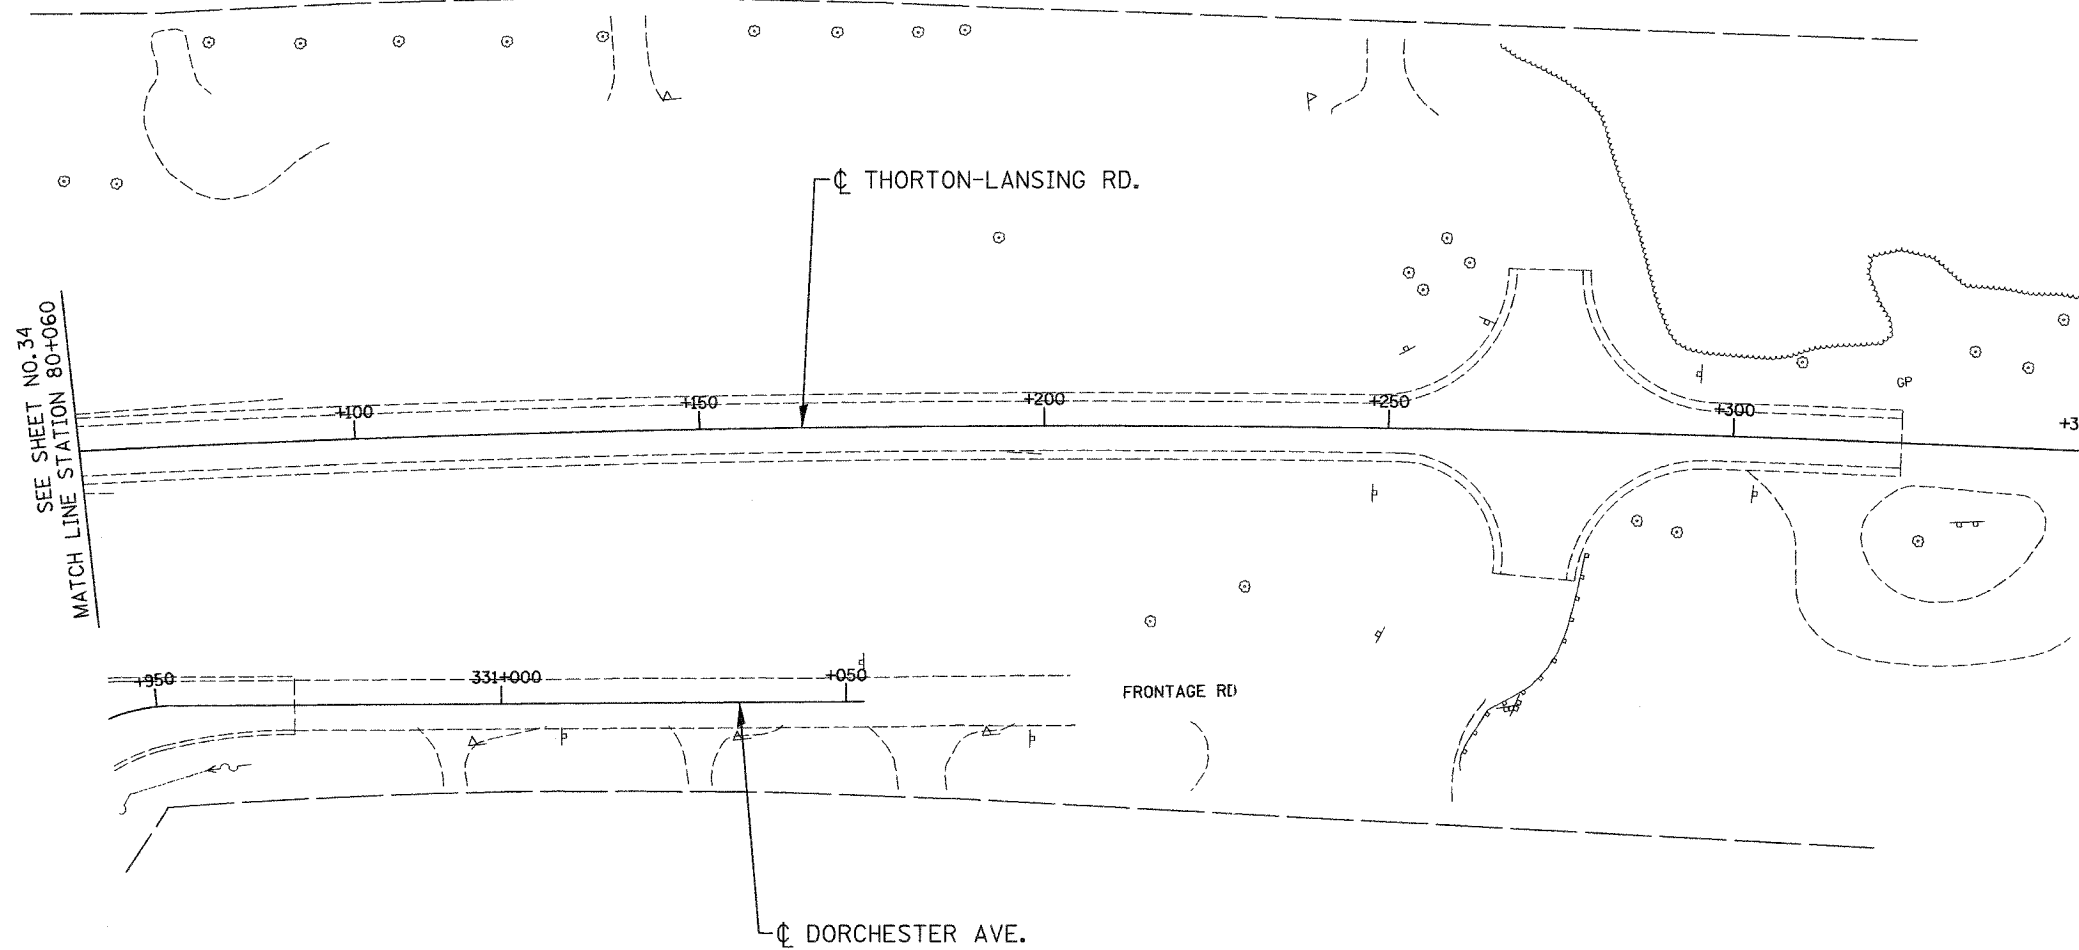 ℄ THORTON-LANSING RD.
SEE SHEET NO.34
MATCH LINE STATION 80+060
+100
+150
+200
+250
+300
GP
+3
+950
331+000
+050
FRONTAGE RD
℄ DORCHESTER AVE.